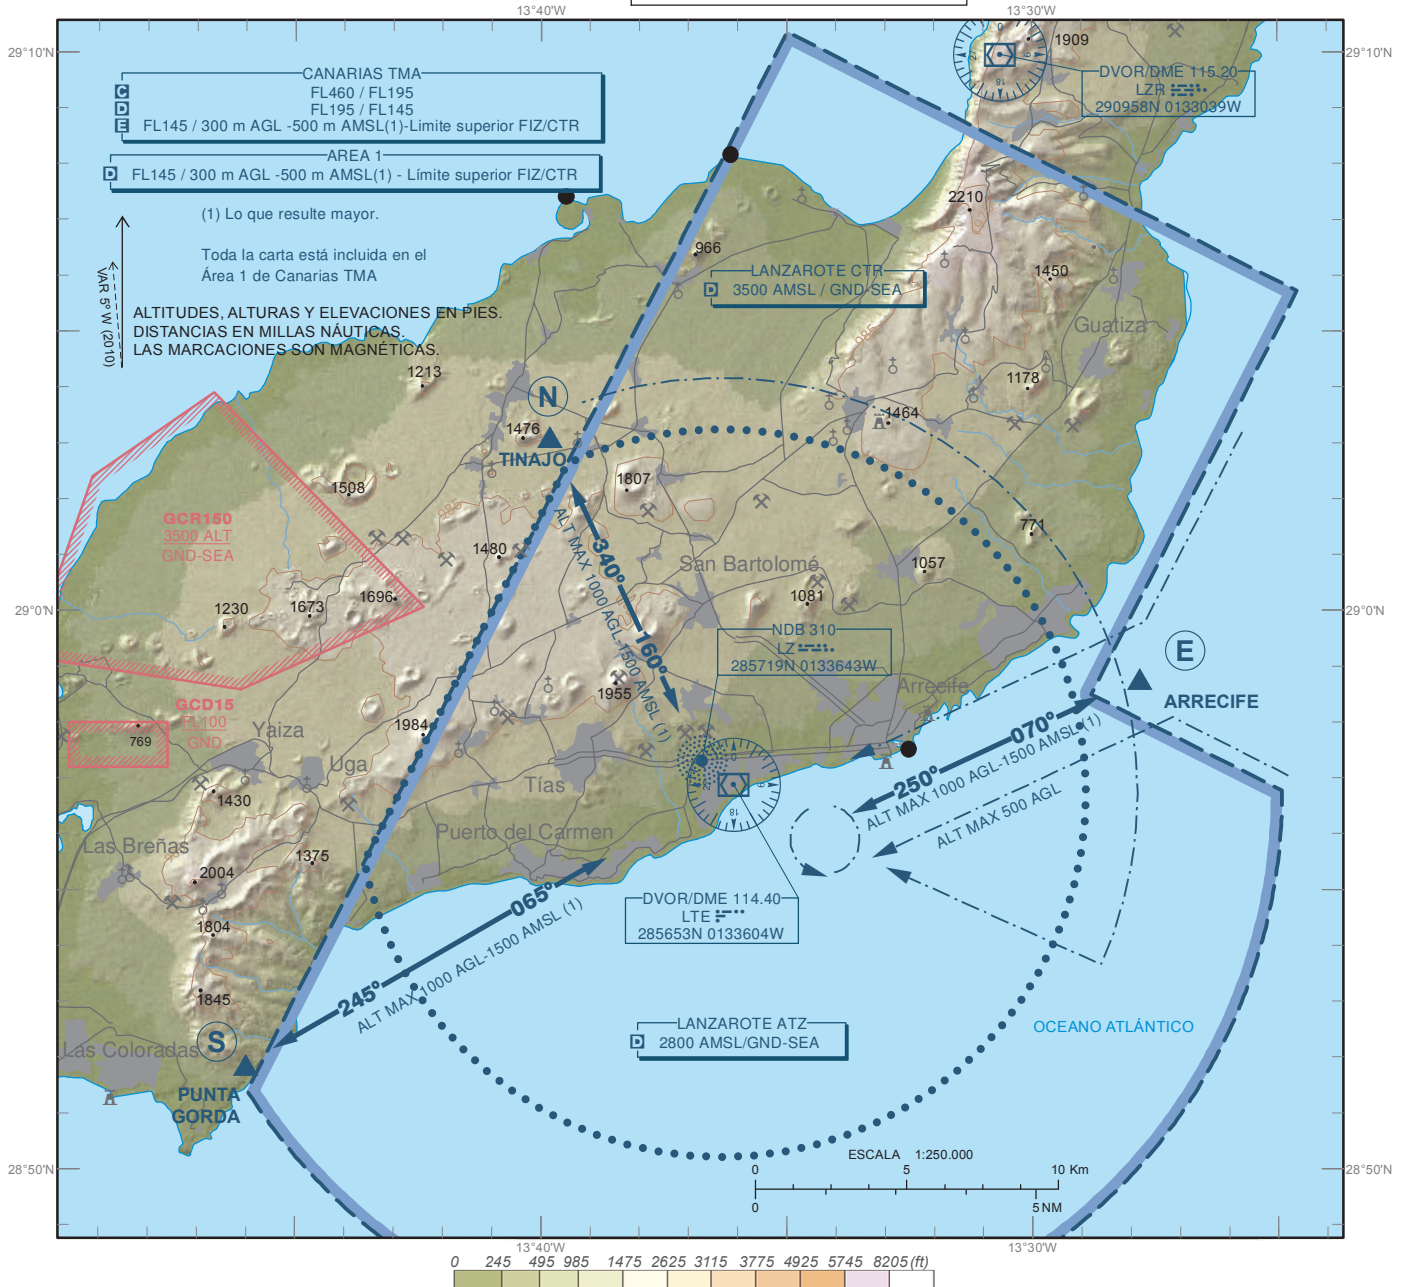 13°40'W
13°30'W
29°10'N
29°10'N
CANARIAS TMA
C FL460 / FL195
D FL195 / FL145
E FL145 / 300 m AGL -500 m AMSL(1)-Limite superior FIZ/CTR
AREA 1
D FL145 / 300 m AGL -500 m AMSL(1) - Límite superior FIZ/CTR
(1) Lo que resulte mayor.
Toda la carta está incluida en el
Área 1 de Canarias TMA
VAR 5° W (2010)
ALTITUDES, ALTURAS Y ELEVACIONES EN PIES.
DISTANCIAS EN MILLAS NÁUTICAS.
LAS MARCACIONES SON MAGNÉTICAS.
1909
DVOR/DME 115.20
LZR
290958N 0133039W
2210
966
LANZAROTE CTR
D 3500 AMSL / GND-SEA
1450
Guatiza
985
1213
1178
N
1476
TINAJO
1464
1508
985
1807
GCR150
3500 ALT
GND-SEA
771
1480
340°
ALT MAX 1000 AGL-1500 AMSL (1)
160°
San Bartolomé
1057
1081
1230
1673
1696
29°0'N
29°0'N
NDB 310
LZ
285719N 0133643W
E
ARRECIFE
1955
Arrecife
GCD15
FL100
GND
769
Yaiza
1984
Uga
Tías
0
9
18
27
250°
070°
ALT MAX 1000 AGL-1500 AMSL (1)
ALT MAX 500 AGL
1430
Las Breñas
Puerto del Carmen
1375
2004
065°
245°
ALT MAX 1000 AGL-1500 AMSL (1)
DVOR/DME 114.40
LTE
285653N 0133604W
1804
1845
S
Las Coloradas
PUNTA
GORDA
LANZAROTE ATZ
D 2800 AMSL/GND-SEA
OCEANO ATLÁNTICO
28°50'N
28°50'N
ESCALA 1:250.000
0 5 10 Km
0 5 NM
13°40'W
13°30'W
0 245 495 985 1475 2625 3115 3775 4925 5745 8205 (ft)